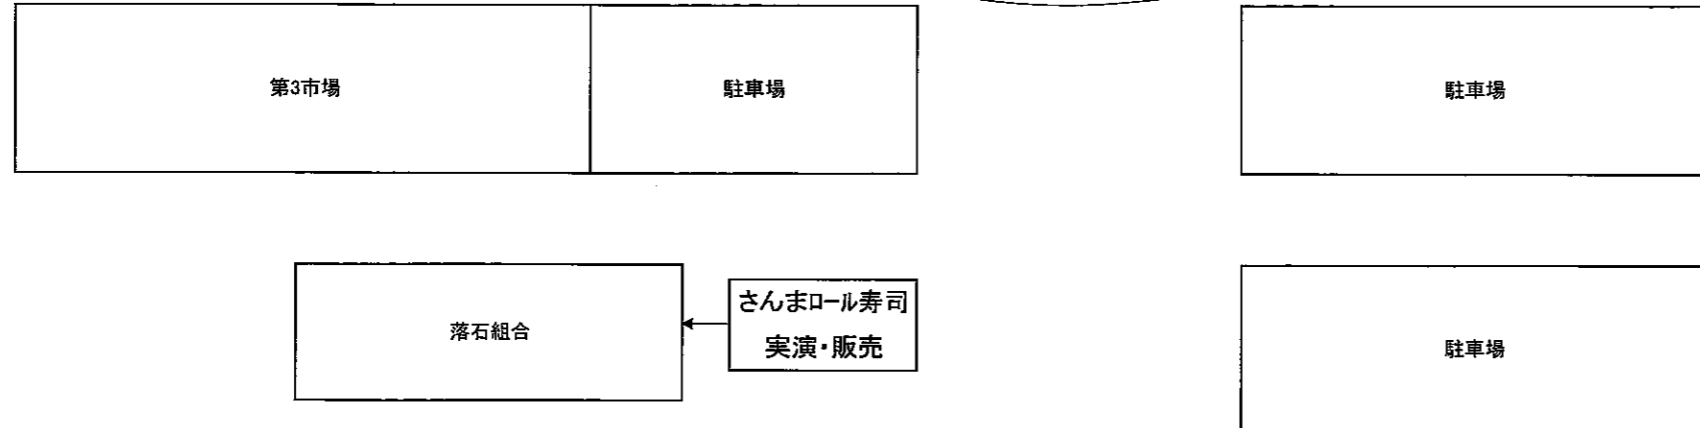 第3市場
駐車場
駐車場
落石組合
さんまロール寿司
実演・販売
駐車場